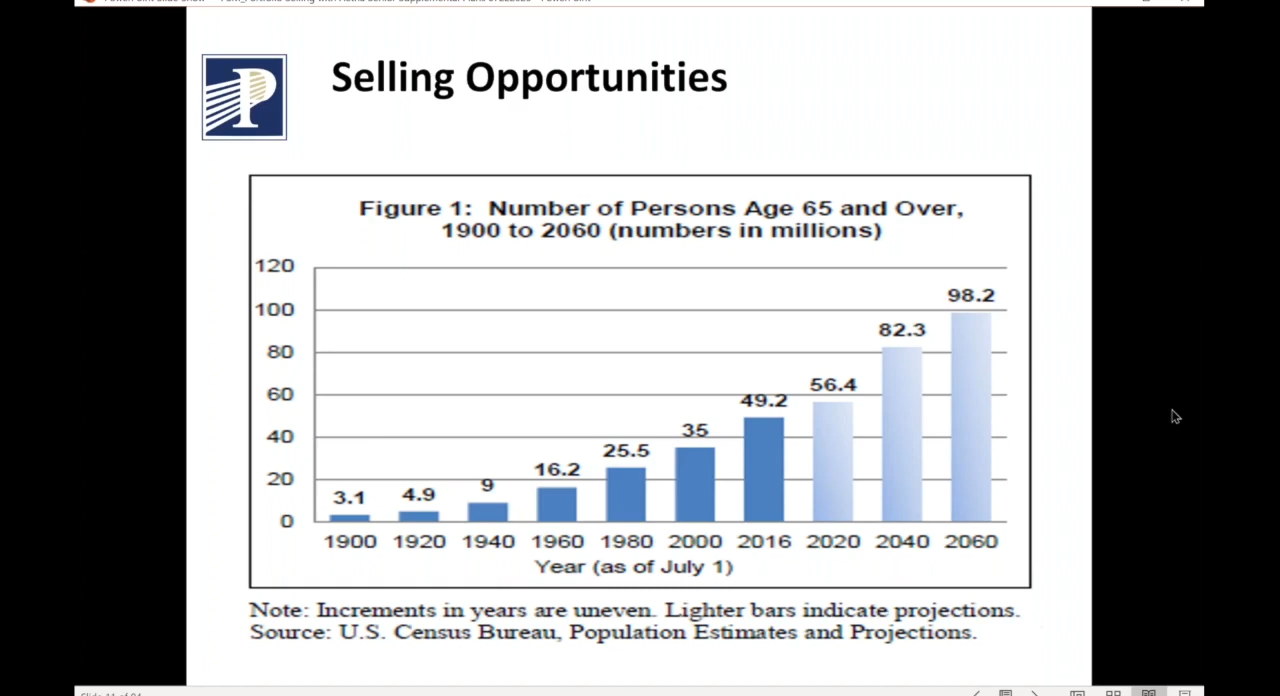 Selling Opportunities
P
Figure 1: Number of Persons Age 65 and Over,
1900 to 2060 (numbers in millions)
120
100
80
60
40
20
0
3.1
4.9
9
16.2
25.5
35
49.2
56.4
82.3
98.2
1900 1920 1940 1960 1980 2000 2016 2020 2040 2060
Year (as of July 1)
Note: Increments in years are uneven. Lighter bars indicate projections.
Source: U.S. Census Bureau, Population Estimates and Projections.